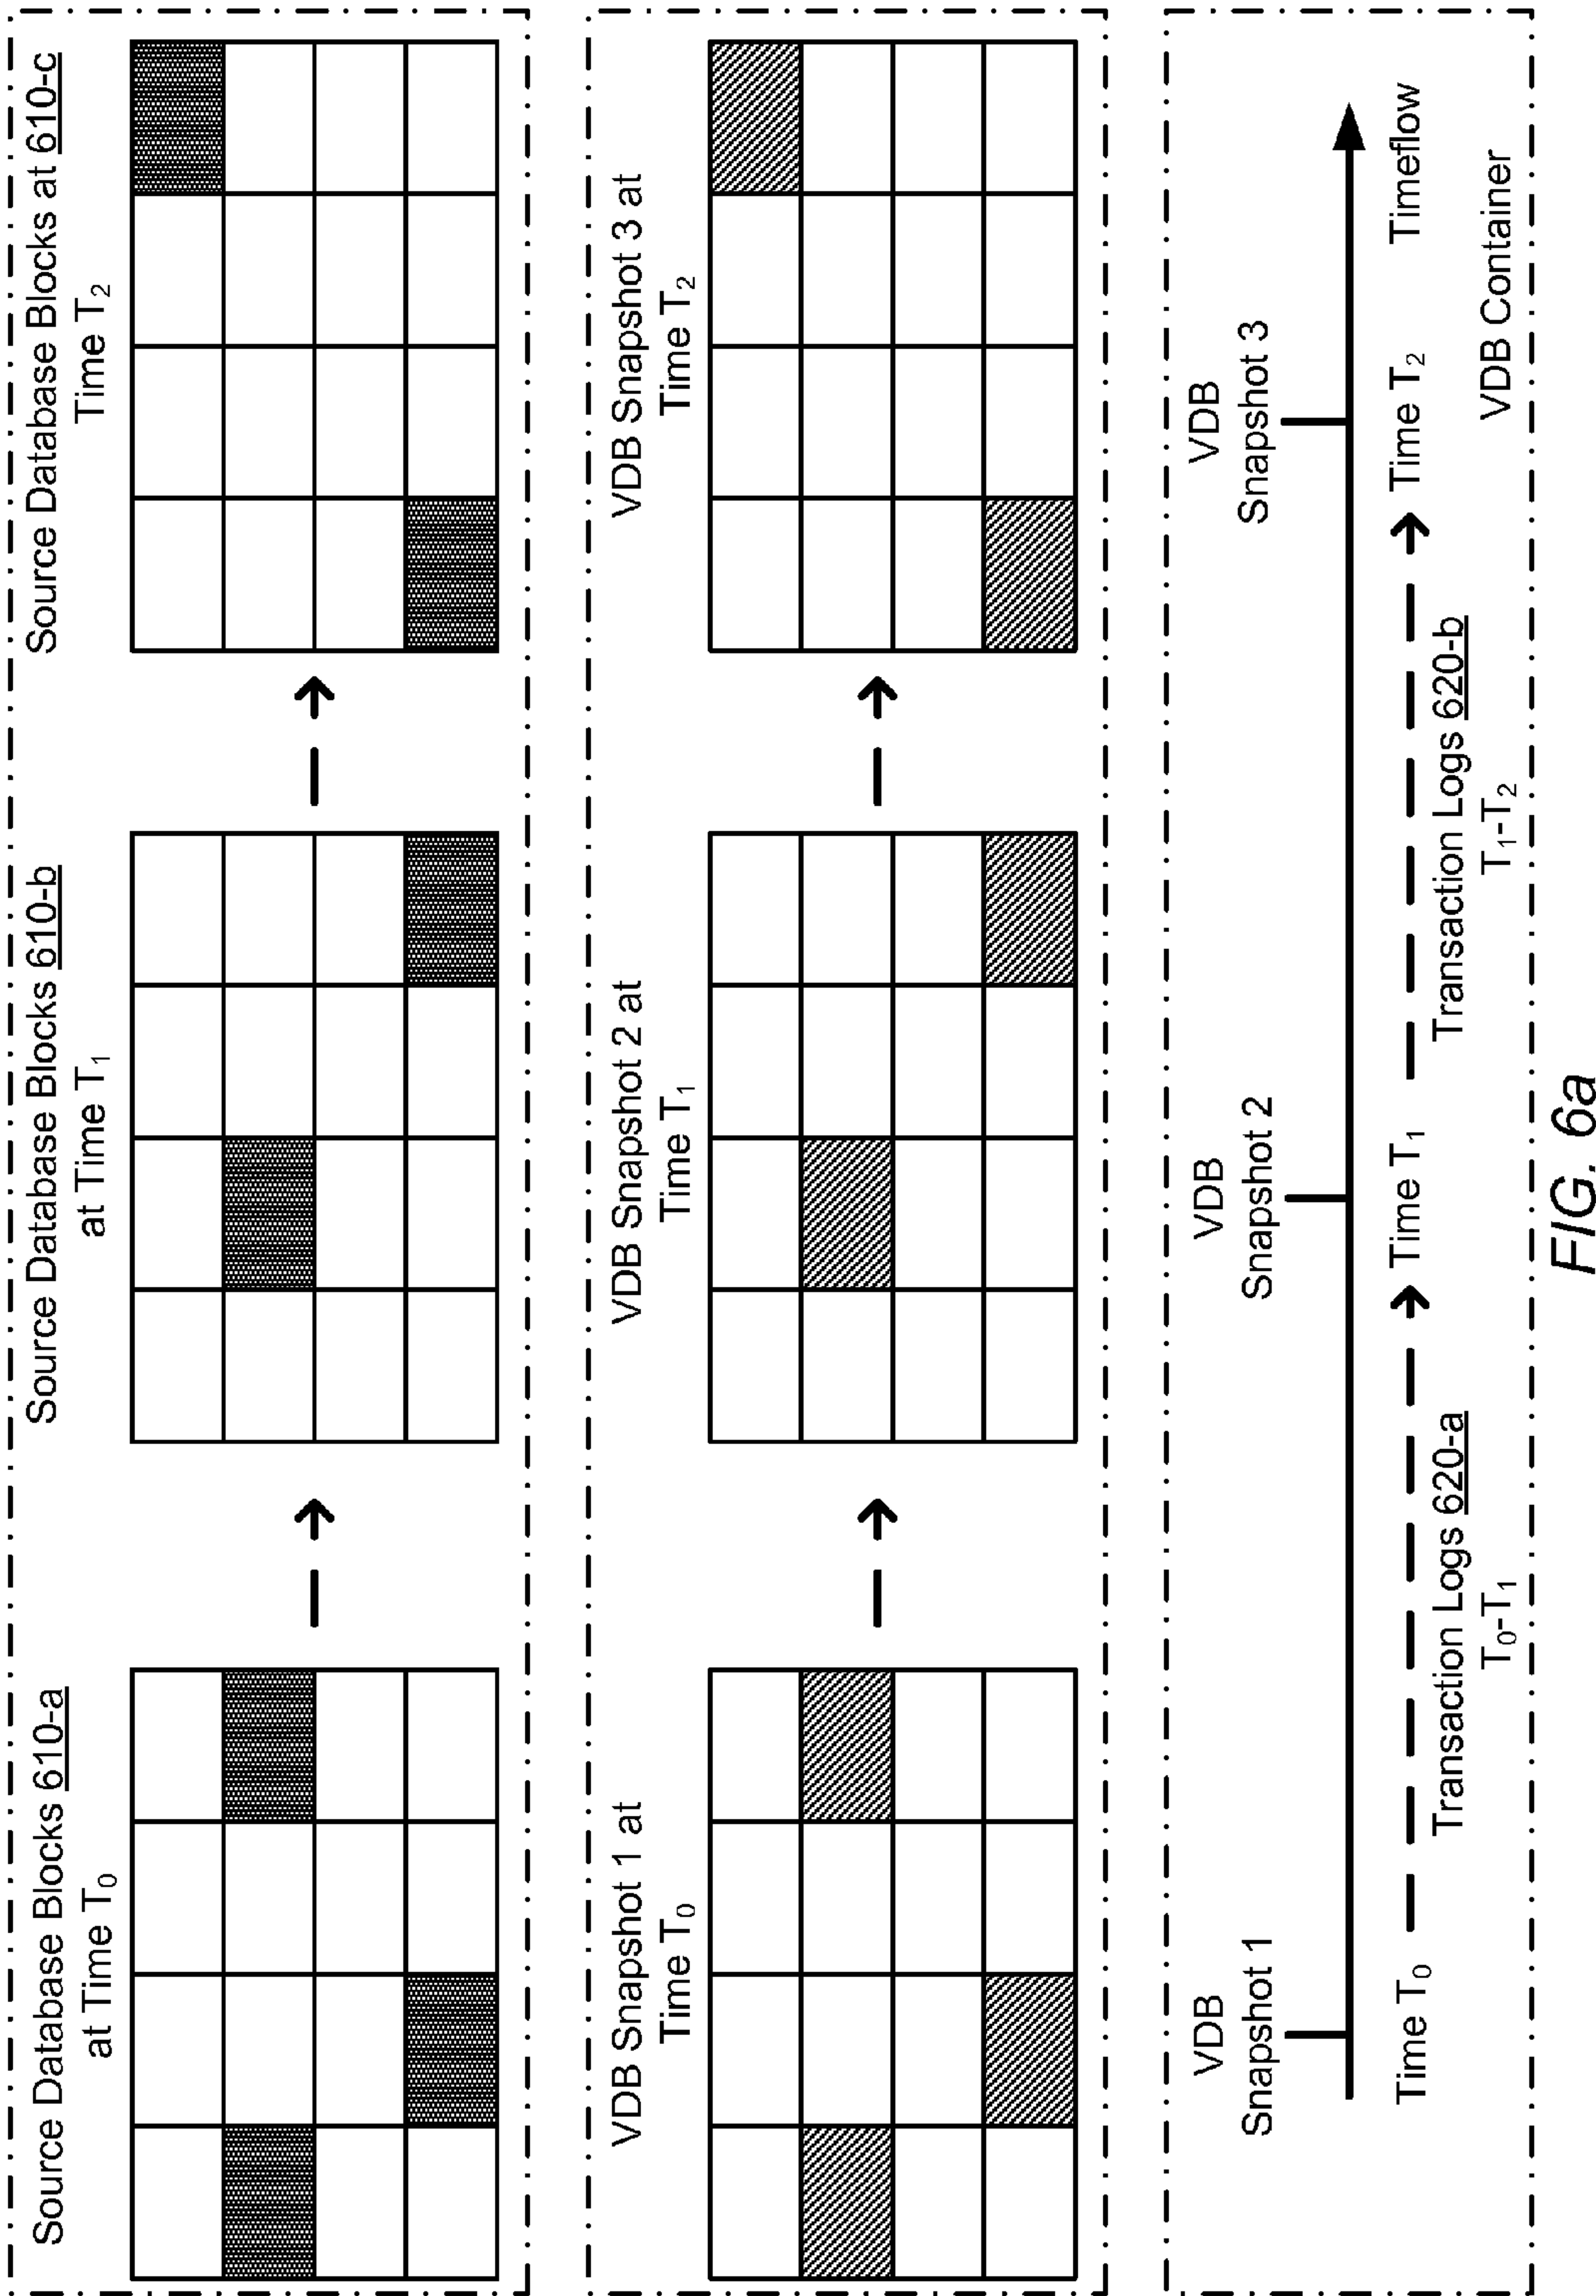 Source Database Blocks 610-a
at Time T₀
Source Database Blocks 610-b
at Time T₁
Source Database Blocks at 610-c
Time T₂
VDB Snapshot 1 at
Time T₀
VDB Snapshot 2 at
Time T₁
VDB Snapshot 3 at
Time T₂
VDB
Snapshot 1
VDB
Snapshot 2
VDB
Snapshot 3
Time T₀
Time T₁
Time T₂
Timeflow
Transaction Logs 620-a
T₀-T₁
Transaction Logs 620-b
T₁-T₂
VDB Container
FIG. 6a